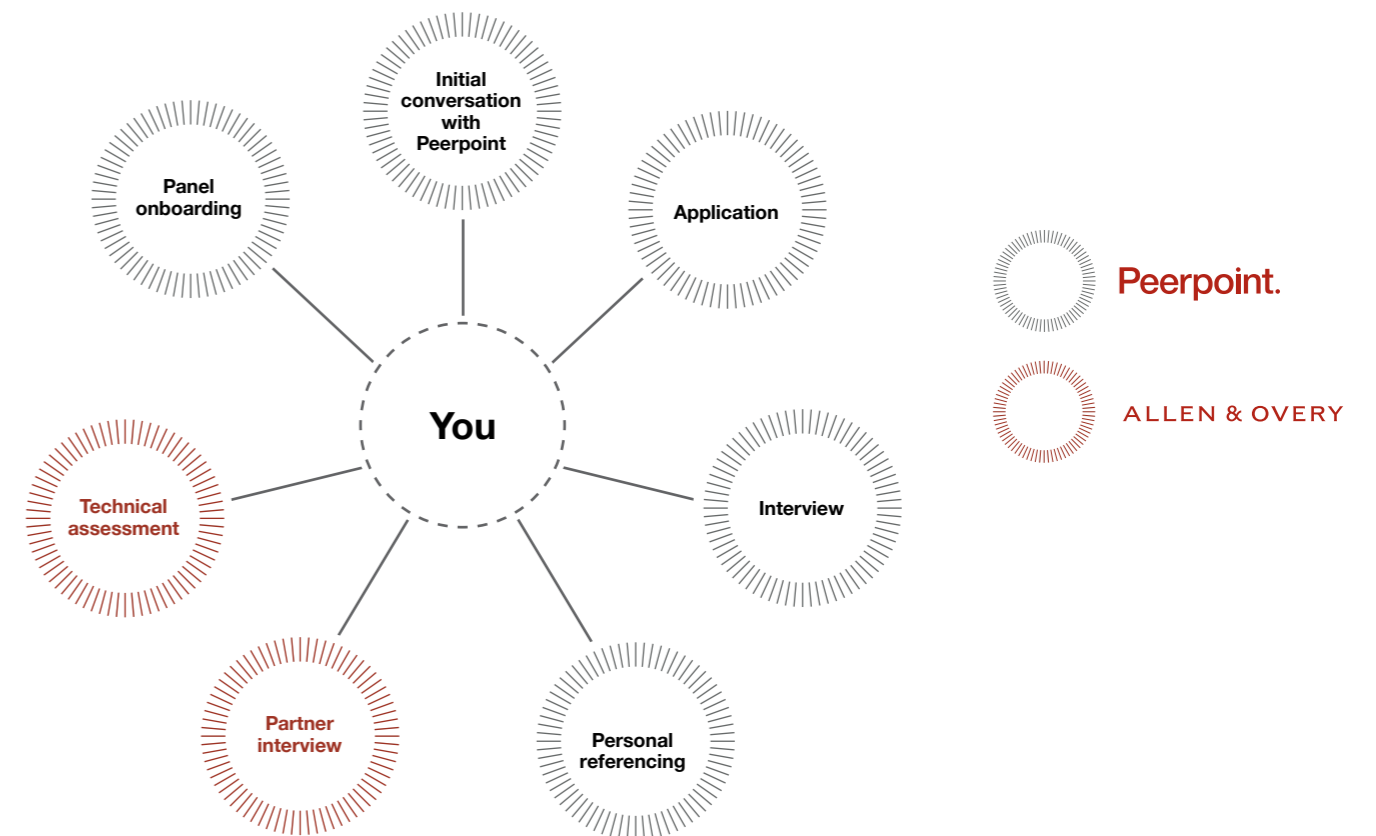 Initial
conversation
with
Peerpoint
Application
Interview
Personal
referencing
Partner
interview
Technical
assessment
Panel
onboarding
You
Peerpoint.
ALLEN & OVERY